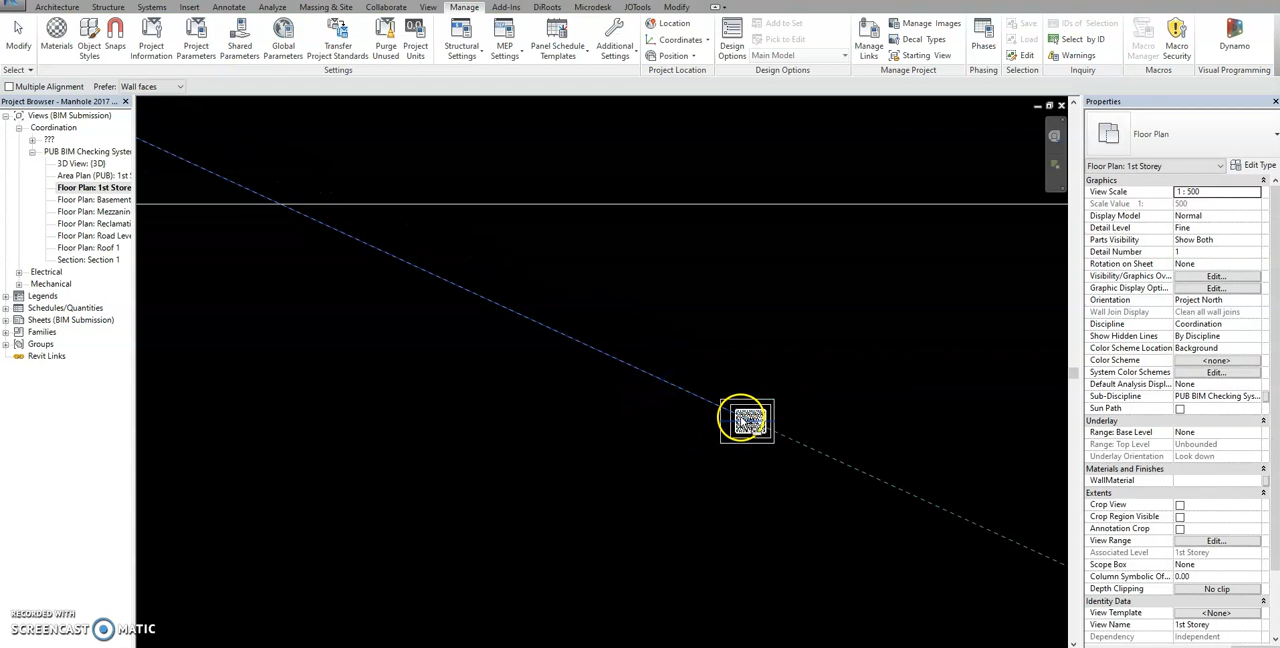 Architecture Structure Systems Insert Annotate Analyze Massing & Site Collaborate View Manage Add-Ins DiRoots Microdesk JOTools Modify
Modify Materials Object Styles Snaps Project Information Project Parameters Shared Parameters Global Parameters Transfer Project Standards Purge Unused Project Units Structural Settings MEP Settings Panel Schedule Templates Additional Settings
Location
Coordinates
Position
Design Options
Add to Set
Pick to Edit
Main Model
Manage Links
Manage Images
Decal Types
Starting View
Phases
Save
Load
Edit
IDs of Selection
Select by ID
Warnings
Macro Manager
Macro Security
Dynamo
Select Settings Project Location Design Options Manage Project Phasing Selection Inquiry Macros Visual Programming
Multiple Alignment Prefer: Wall faces
Project Browser - Manhole 2017 ...
Views (BIM Submission)
Coordination
???
PUB BIM Checking Syste
3D View: {3D}
Area Plan (PUB): 1st
Floor Plan: 1st Store
Floor Plan: Basement
Floor Plan: Mezzanin
Floor Plan: Reclamati
Floor Plan: Road Leve
Floor Plan: Roof 1
Section: Section 1
Electrical
Mechanical
Legends
Schedules/Quantities
Sheets (BIM Submission)
Families
Groups
Revit Links
RECORDED WITH
SCREENCAST MATIC
Properties
Floor Plan
Floor Plan: 1st Storey Edit Type
Graphics
View Scale 1 : 500
Scale Value 1: 500
Display Model Normal
Detail Level Fine
Parts Visibility Show Both
Detail Number 1
Rotation on Sheet None
Visibility/Graphics Ov... Edit...
Graphic Display Opti... Edit...
Orientation Project North
Wall Join Display Clean all wall joins
Discipline Coordination
Show Hidden Lines By Discipline
Color Scheme Location Background
Color Scheme <none>
System Color Schemes Edit...
Default Analysis Displ... None
Sub-Discipline PUB BIM Checking Sys...
Sun Path
Underlay
Range: Base Level None
Range: Top Level Unbounded
Underlay Orientation Look down
Materials and Finishes
WallMaterial
Extents
Crop View
Crop Region Visible
Annotation Crop
View Range Edit...
Associated Level 1st Storey
Scope Box None
Column Symbolic Of... 0.00
Depth Clipping No clip
Identity Data
View Template <None>
View Name 1st Storey
Dependency Independent